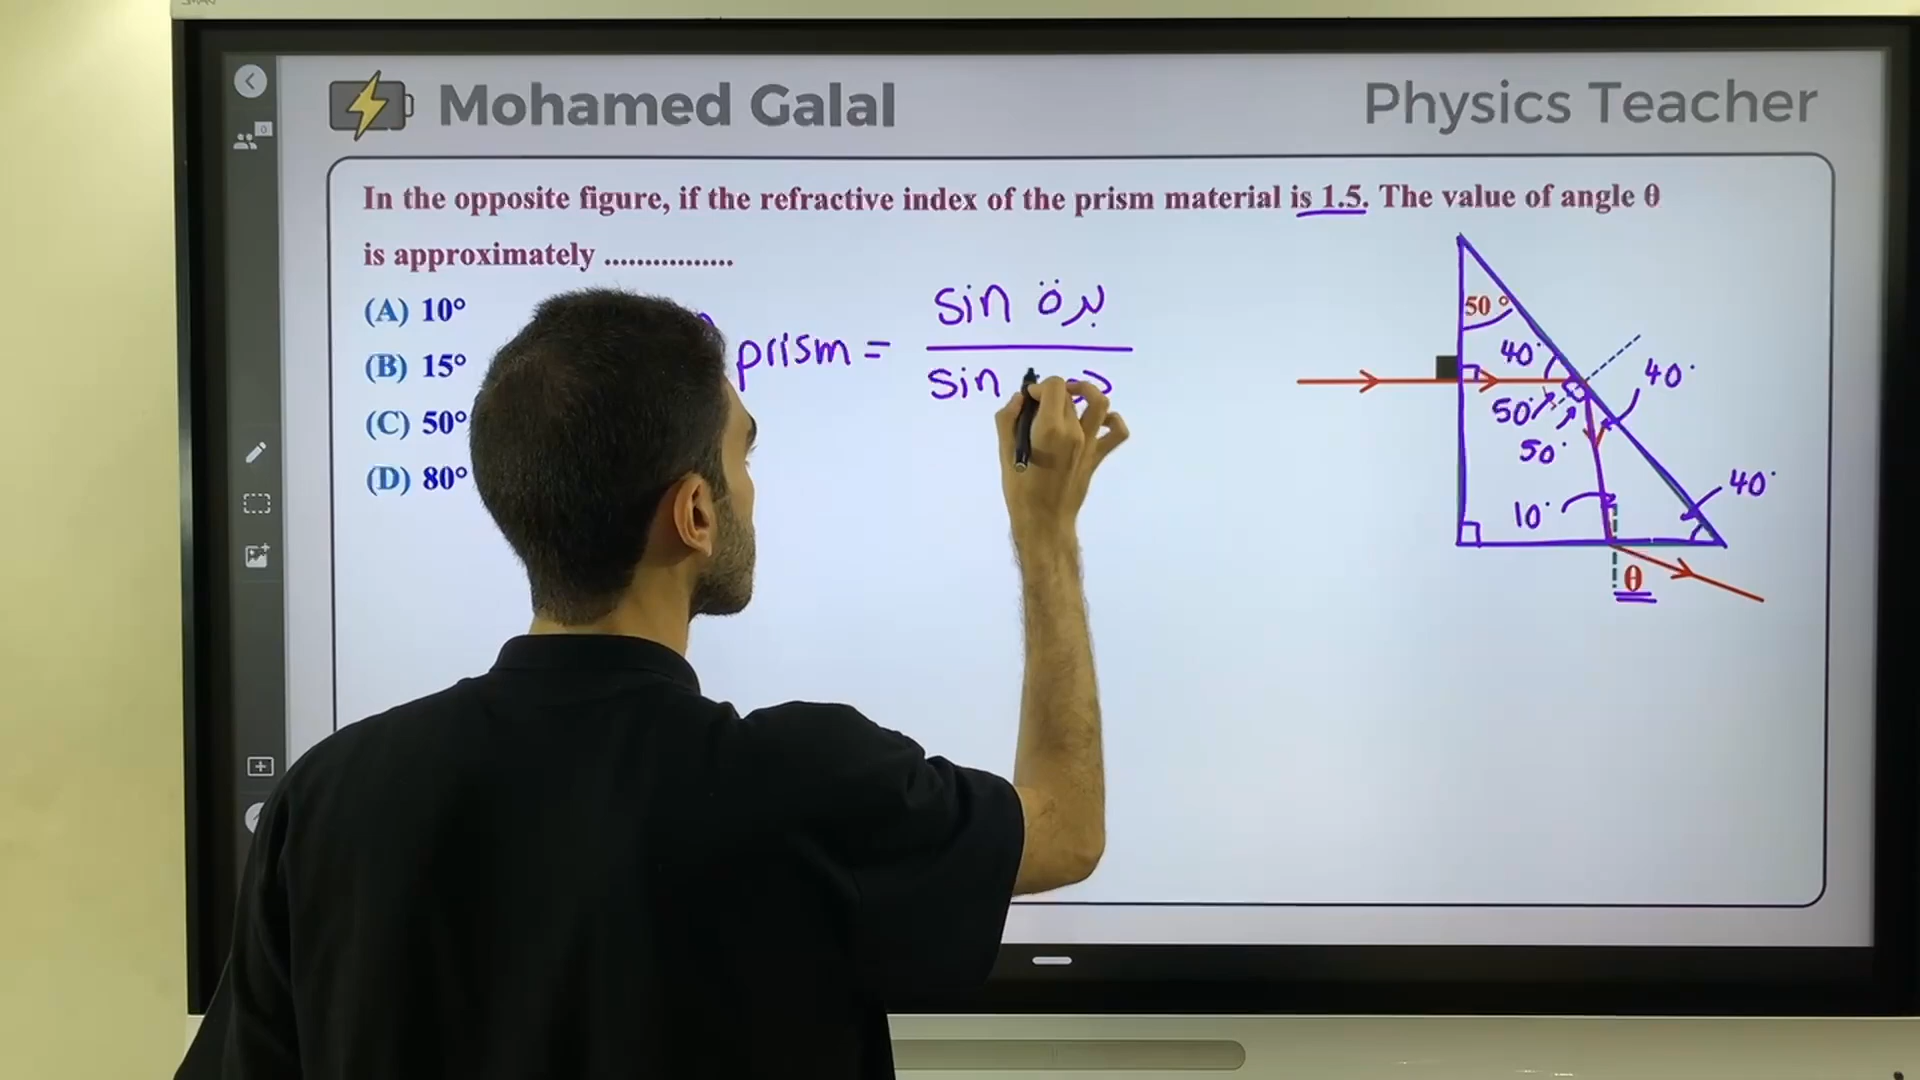 Mohamed Galal
Physics Teacher
In the opposite figure, if the refractive index of the prism material is 1.5. The value of angle θ
is approximately ................
(A) 10°
(B) 15°
(C) 50°
(D) 80°
prism = sin برة
sin
50°
40°
50°
50°
40°
10°
40°
θ